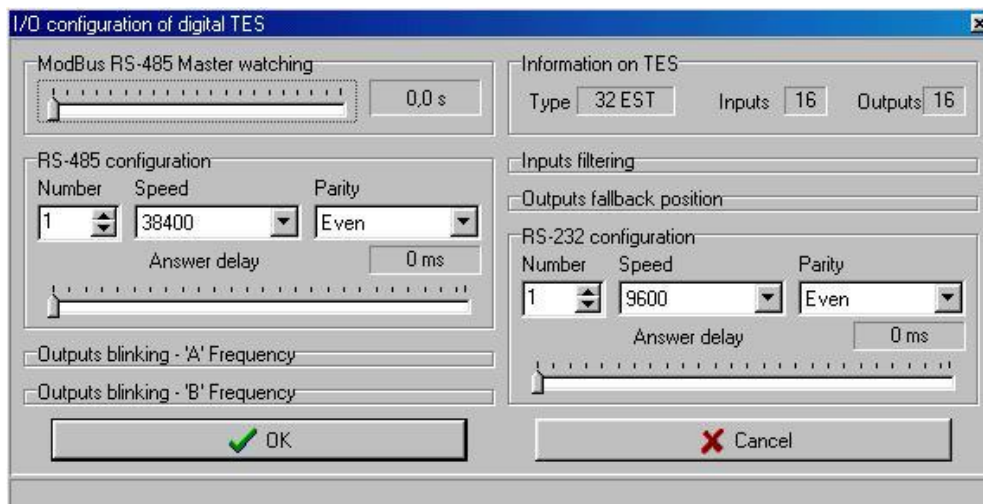 I/O configuration of digital TES
ModBus RS-485 Master watching
0,0 s
RS-485 configuration
Number Speed Parity
1 38400 Even
Answer delay 0 ms
Outputs blinking - 'A' Frequency
Outputs blinking - 'B' Frequency
OK
Information on TES
Type 32 EST Inputs 16 Outputs 16
Inputs filtering
Outputs fallback position
RS-232 configuration
Number Speed Parity
1 9600 Even
Answer delay 0 ms
Cancel